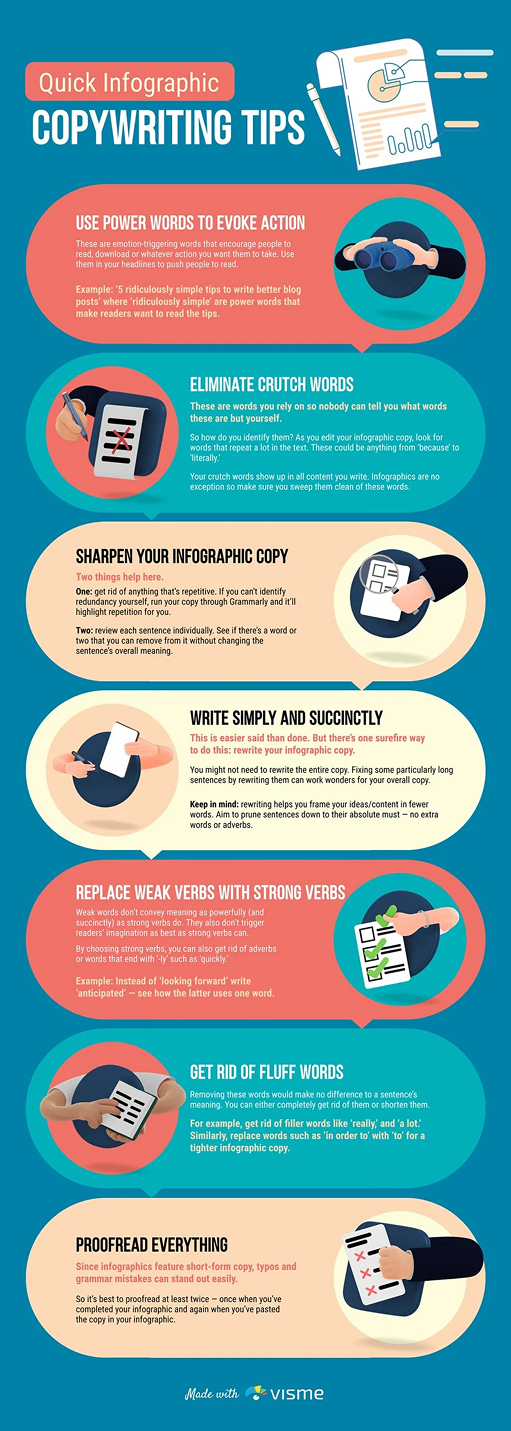 Quick Infographic
COPYWRITING TIPS
USE POWER WORDS TO EVOKE ACTION
These are emotion-triggering words that encourage people to
read, download or whatever action you want them to take. Use
them in your headlines to push people to read.
Example: '5 ridiculously simple tips to write better blog
posts' where 'ridiculously simple' are power words that
make readers want to read the tips.
ELIMINATE CRUTCH WORDS
These are words you rely on so nobody can tell you what words
these are but yourself.
So how do you identify them? As you edit your infographic copy, look for
words that repeat a lot in the text. These could be anything from 'because' to
'literally.'
Your crutch words show up in all content you write. Infographics are no
exception so make sure you sweep them clean of these words.
SHARPEN YOUR INFOGRAPHIC COPY
Two things help here.
One: get rid of anything that's repetitive. If you can't identify
redundancy yourself, run your copy through Grammarly and it'll
highlight repetition for you.
Two: review each sentence individually. See if there's a word or
two that you can remove from it without changing the
sentence's overall meaning.
WRITE SIMPLY AND SUCCINCTLY
This is easier said than done. But there's one surefire way
to do this: rewrite your infographic copy.
You might not need to rewrite the entire copy. Fixing some particularly long
sentences by rewriting them can work wonders for your overall copy.
Keep in mind: rewriting helps you frame your ideas/content in fewer
words. Aim to prune sentences down to their absolute must — no extra
words or adverbs.
REPLACE WEAK VERBS WITH STRONG VERBS
Weak words don't convey meaning as powerfully (and
succinctly) as strong verbs do. They also don't trigger
readers' imagination as best as strong verbs can.
By choosing strong verbs, you can also get rid of adverbs
or words that end with '-ly' such as 'quickly.'
Example: Instead of 'looking forward' write
'anticipated' — see how the latter uses one word.
GET RID OF FLUFF WORDS
Removing these words would make no difference to a sentence's
meaning. You can either completely get rid of them or shorten them.
For example, get rid of filler words like 'really,' and 'a lot.'
Similarly, replace words such as 'in order to' with 'to' for a
tighter infographic copy.
PROOFREAD EVERYTHING
Since infographics feature short-form copy, typos and
grammar mistakes can stand out easily.
So it's best to proofread at least twice — once when you've
completed your infographic and again when you've pasted
the copy in your infographic.
Made with visme